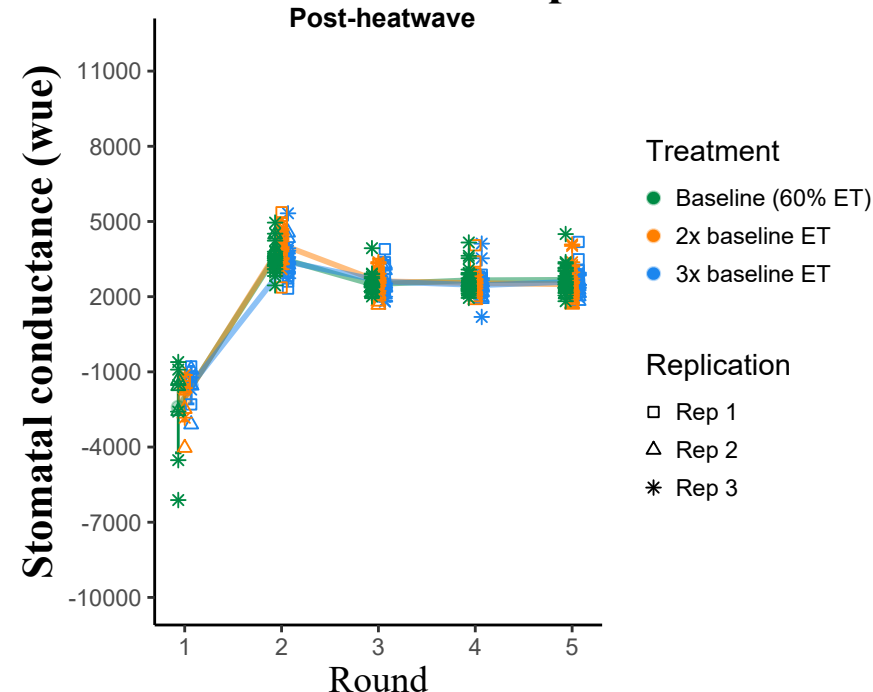 Post-heatwave
Stomatal conductance (wue)
11000
8000
5000
2000
-1000
-4000
-7000
-10000
1 2 3 4 5
Round
Treatment
Baseline (60% ET)
2x baseline ET
3x baseline ET
Replication
Rep 1
Rep 2
Rep 3